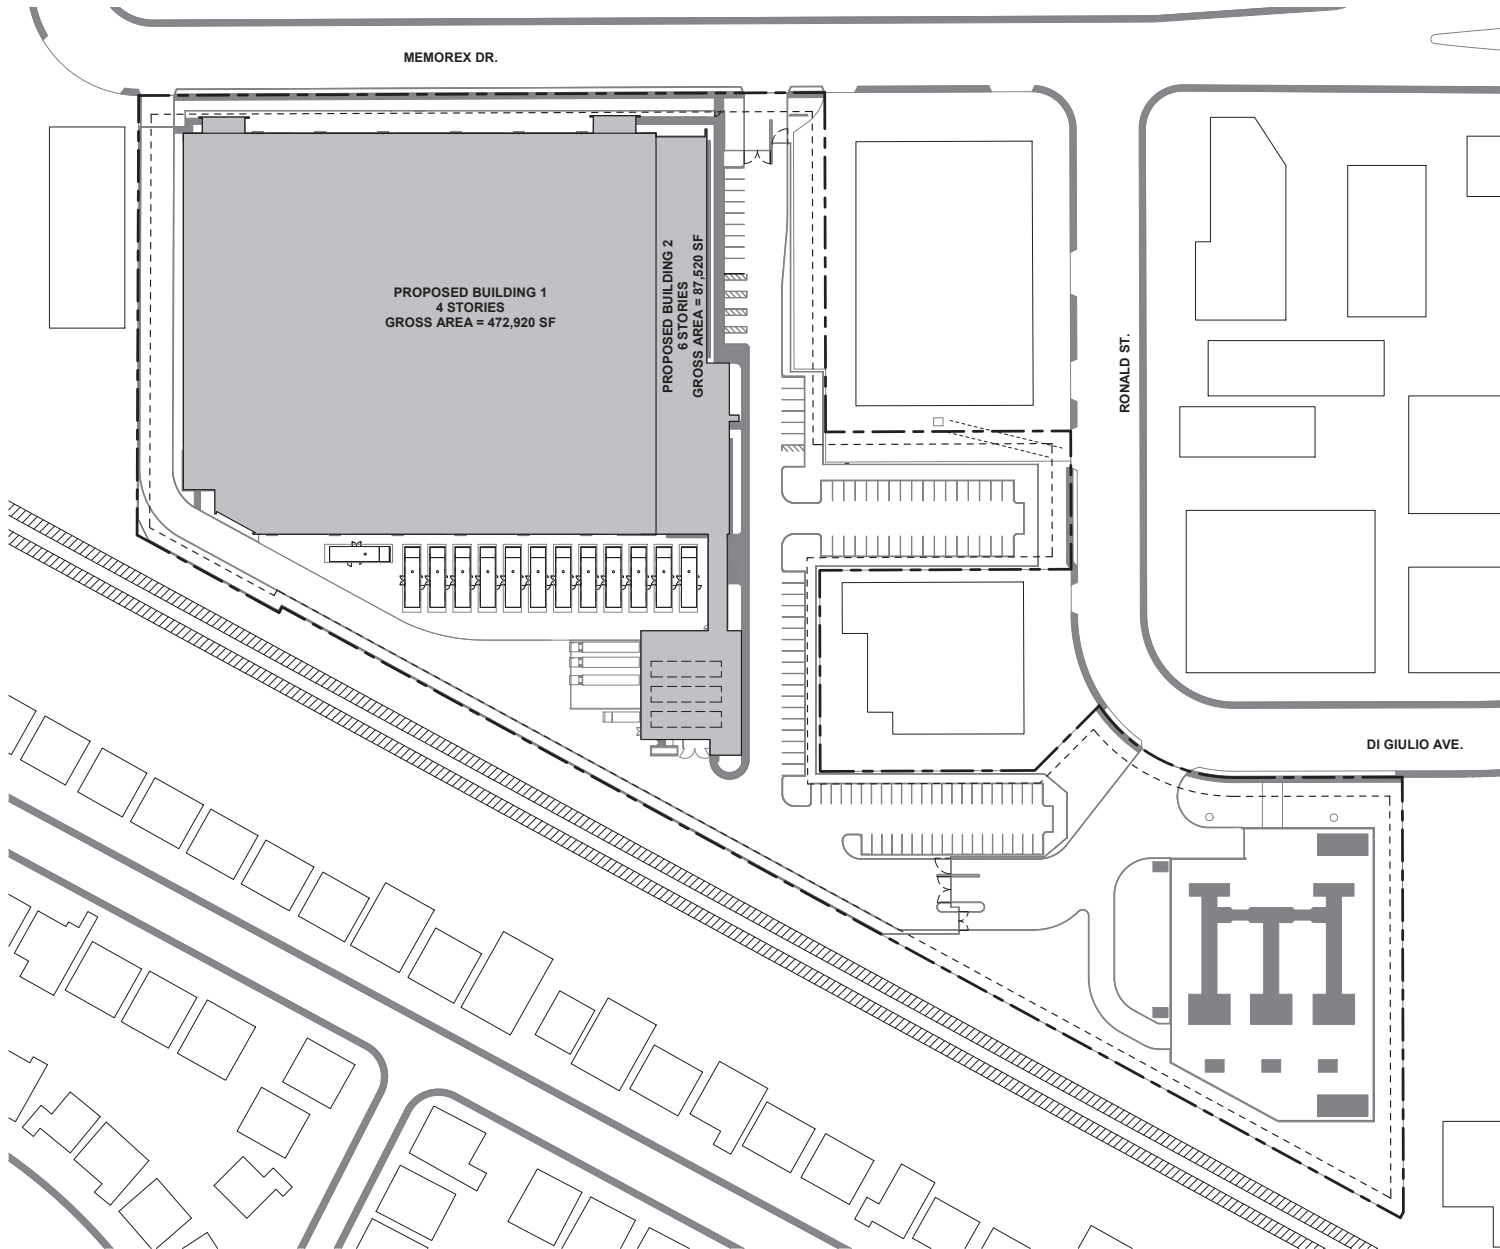 MEMOREX DR.
PROPOSED BUILDING 1
4 STORIES
GROSS AREA = 472,920 SF
PROPOSED BUILDING 2
6 STORIES
GROSS AREA = 87,520 SF
RONALD ST.
DI GIULIO AVE.